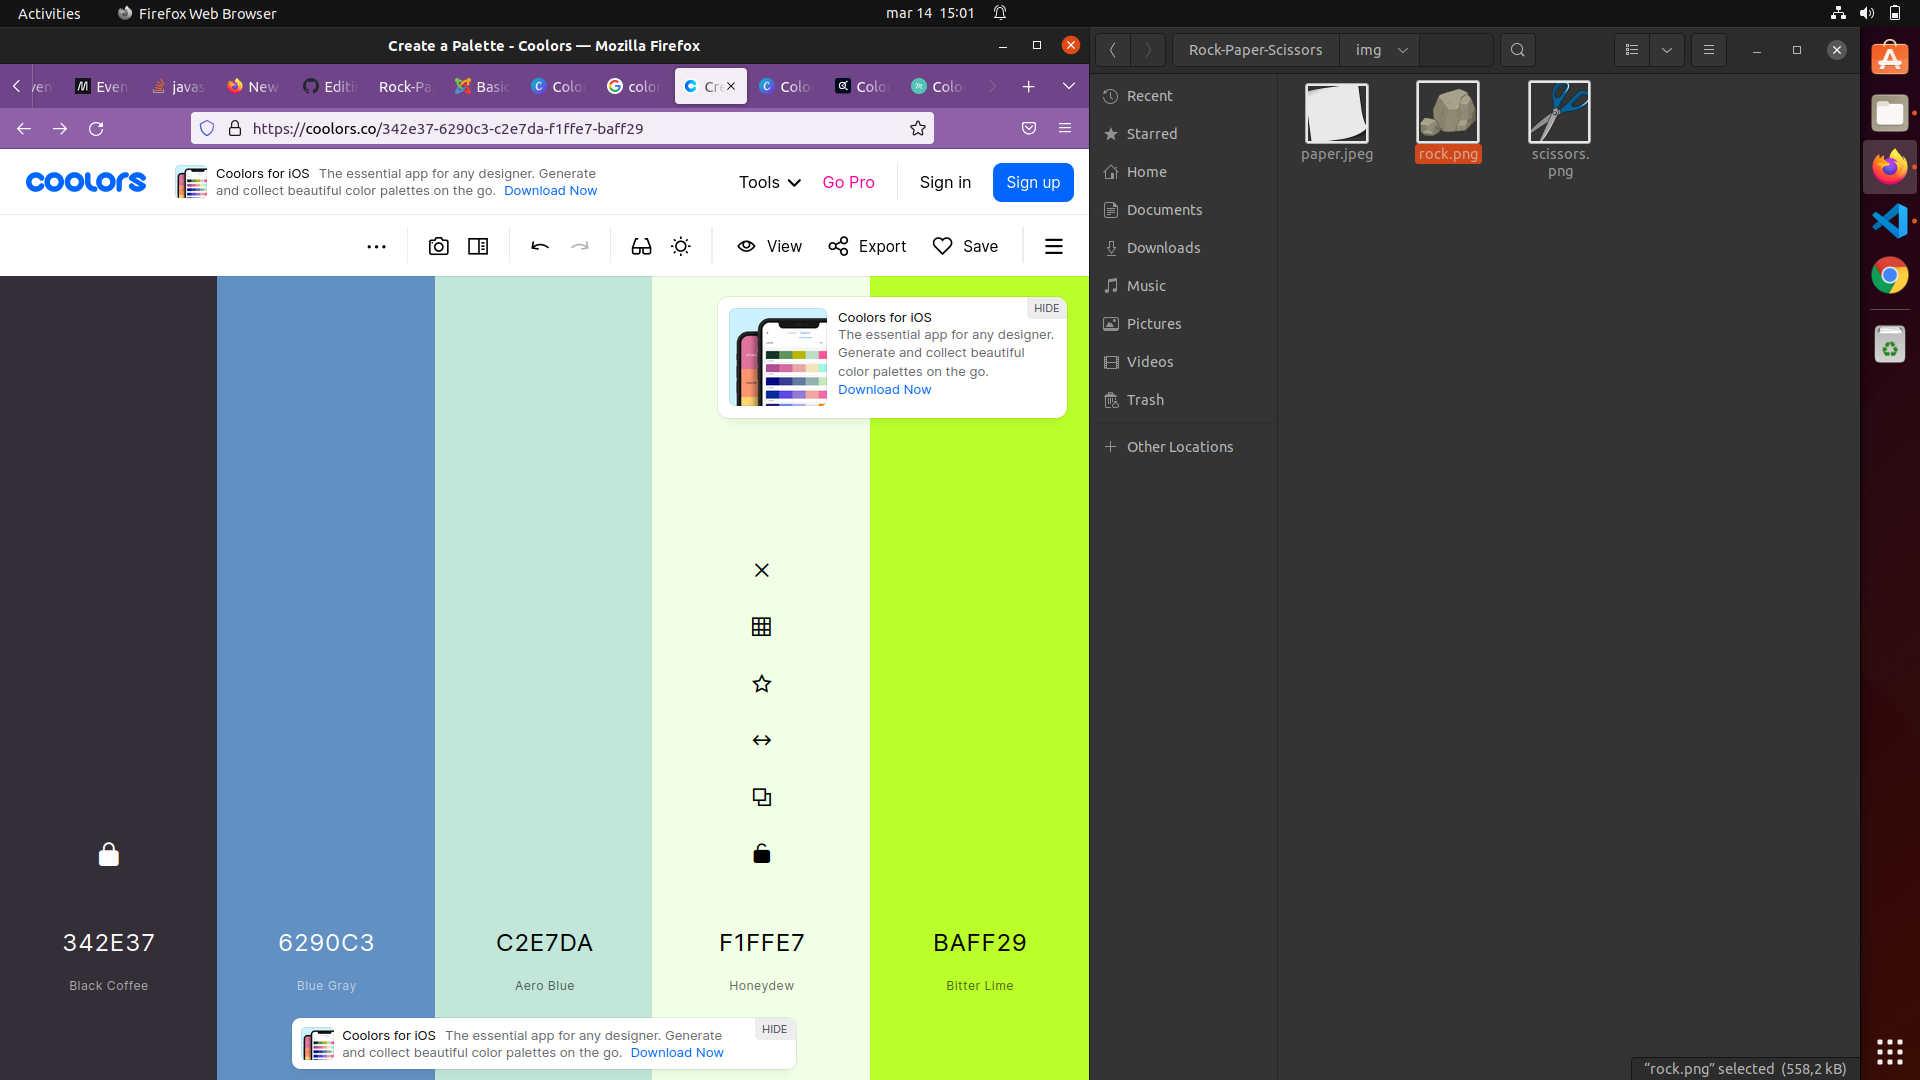 Activities
Firefox Web Browser
mar 14 15:01
Create a Palette - Coolors — Mozilla Firefox
Even
javas
New
Editi
Rock-Pa
Basic
Colo
color
Cre
Colo
Colo
Colo
https://coolors.co/342e37-6290c3-c2e7da-f1ffe7-baff29
coolors
Coolors for iOS The essential app for any designer. Generate
and collect beautiful color palettes on the go. Download Now
Tools
Go Pro
Sign in
Sign up
View
Export
Save
HIDE
Coolors for iOS
The essential app for any designer.
Generate and collect beautiful
color palettes on the go.
Download Now
342E37
6290C3
C2E7DA
F1FFE7
BAFF29
Black Coffee
Blue Gray
Aero Blue
Honeydew
Bitter Lime
HIDE
Coolors for iOS The essential app for any designer. Generate
and collect beautiful color palettes on the go. Download Now
Rock-Paper-Scissors
img
Recent
Starred
Home
Documents
Downloads
Music
Pictures
Videos
Trash
Other Locations
paper.jpeg
rock.png
scissors.
png
“rock.png” selected (558,2 kB)